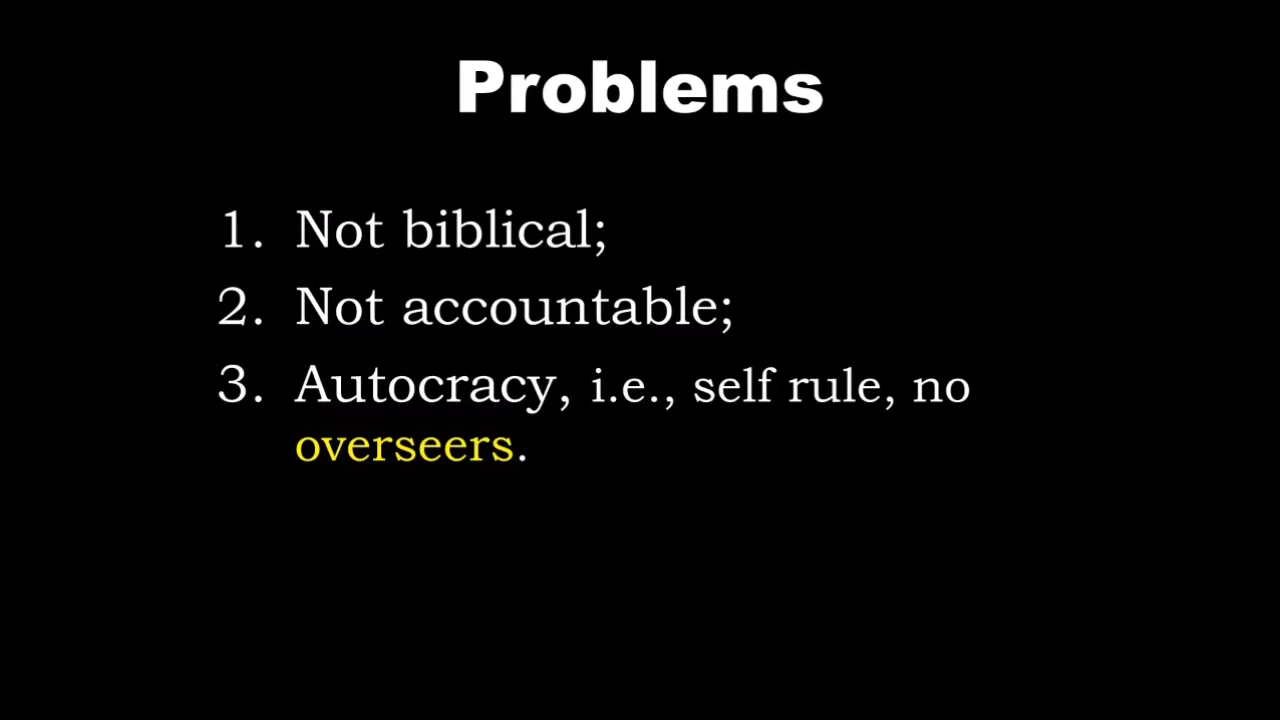 Problems
1. Not biblical;
2. Not accountable;
3. Autocracy, i.e., self rule, no
overseers.